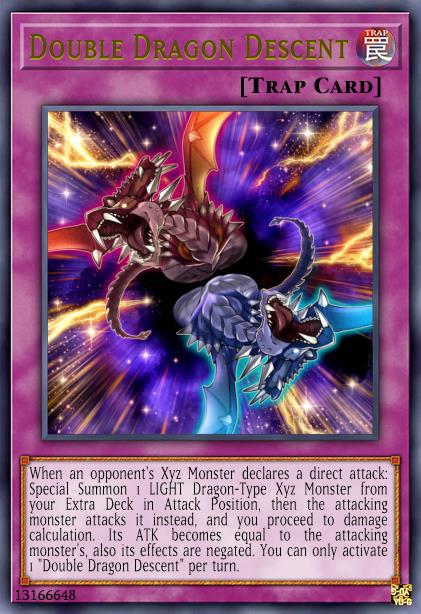 DOUBLE DRAGON DESCENT
TRAP
罠
[TRAP CARD]
When an opponent's Xyz Monster declares a direct attack:
Special Summon 1 LIGHT Dragon-Type Xyz Monster from
your Extra Deck in Attack Position, then the attacking
monster attacks it instead, and you proceed to damage
calculation. Its ATK becomes equal to the attacking
monster's, also its effects are negated. You can only activate
1 "Double Dragon Descent" per turn.
13166648